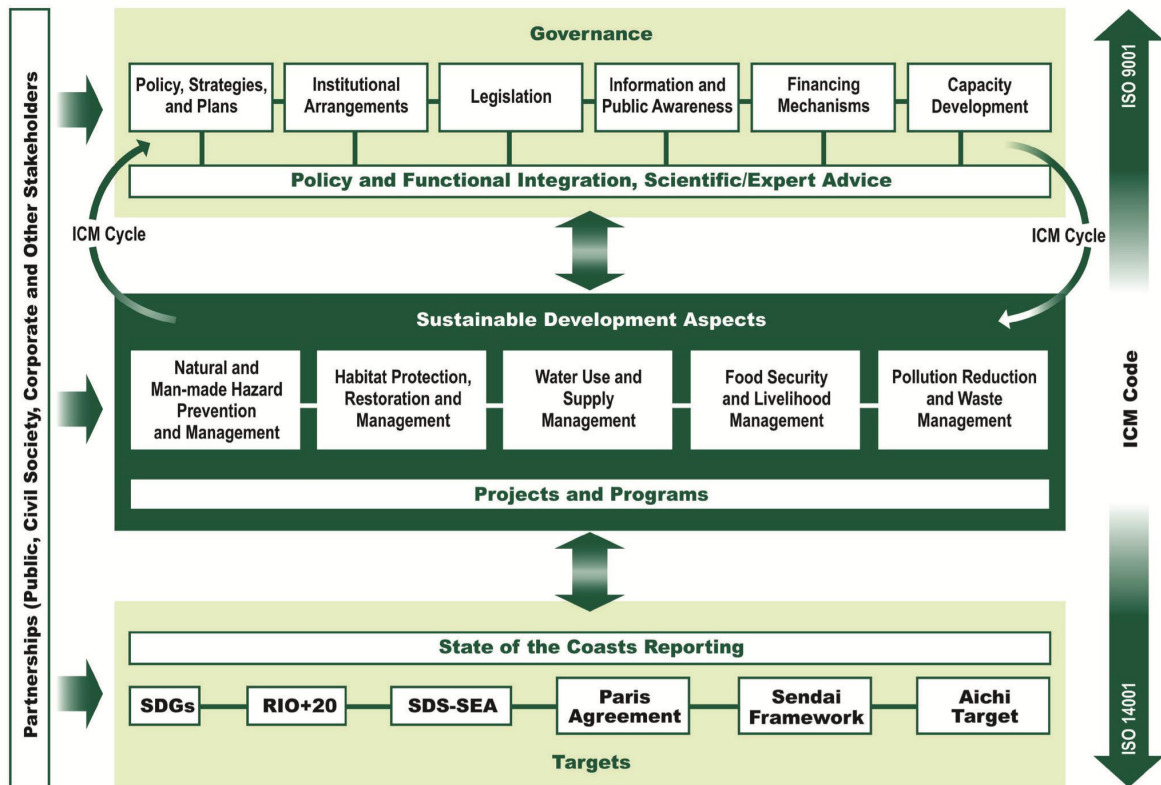 Partnerships (Public, Civil Society, Corporate and Other Stakeholders
Governance
Policy, Strategies,
and Plans
Institutional
Arrangements
Legislation
Information and
Public Awareness
Financing
Mechanisms
Capacity
Development
Policy and Functional Integration, Scientific/Expert Advice
ICM Cycle
ICM Cycle
Sustainable Development Aspects
Natural and
Man-made Hazard
Prevention
and Management
Habitat Protection,
Restoration and
Management
Water Use and
Supply
Management
Food Security
and Livelihood
Management
Pollution Reduction
and Waste
Management
Projects and Programs
State of the Coasts Reporting
SDGs
RIO+20
SDS-SEA
Paris
Agreement
Sendai
Framework
Aichi
Target
Targets
ISO 9001
ICM Code
ISO 14001